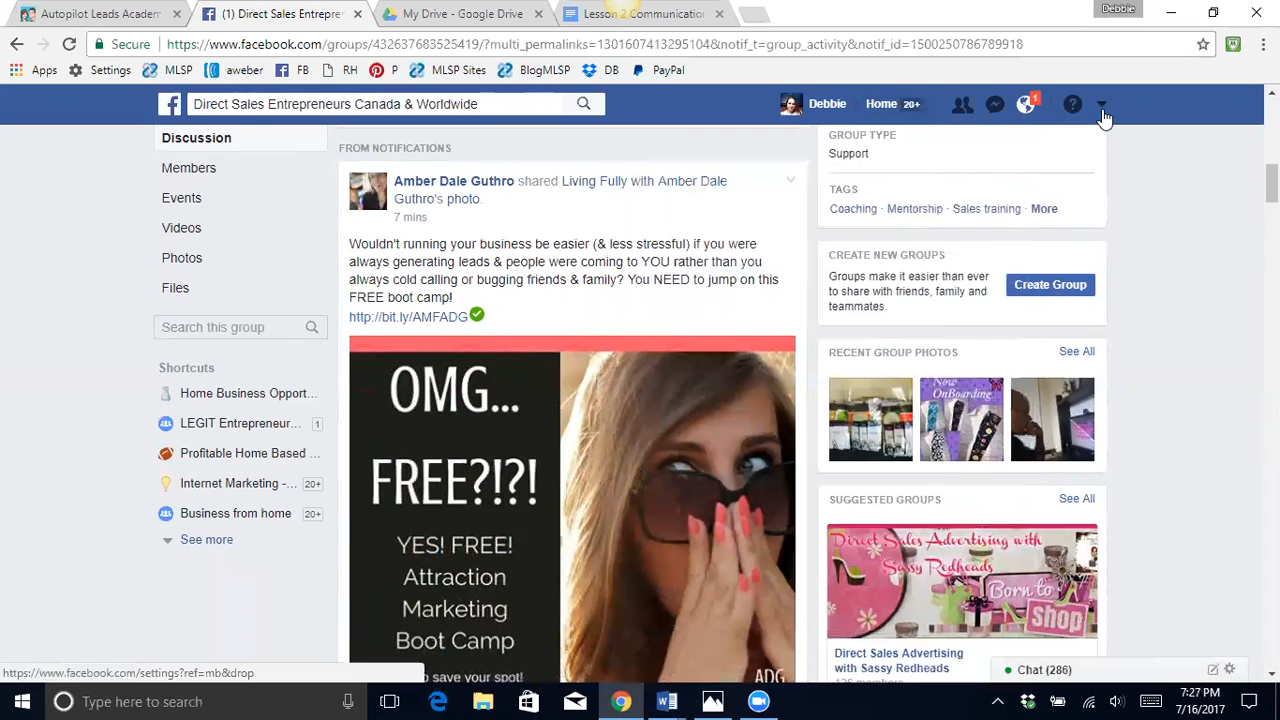 Debbie
Autopilot Leads Academ
(1) Direct Sales Entrepre
My Drive - Google Drive
Lesson 2 Communication
Secure
https://www.facebook.com/groups/432637683525419/?multi_permalinks=1301607413295104&notif_t=group_activity&notif_id=1500250786789918
Apps
Settings
MLSP
aweber
FB
RH
P
MLSP Sites
BlogMLSP
DB
PayPal
Direct Sales Entrepreneurs Canada & Worldwide
Debbie
Home 20+
1
Discussion
Members
Events
Videos
Photos
Files
Search this group
Shortcuts
Home Business Opport...
LEGIT Entrepreneur... 1
Profitable Home Based ...
Internet Marketing -... 20+
Business from home 20+
See more
FROM NOTIFICATIONS
Amber Dale Guthro shared Living Fully with Amber Dale
Guthro's photo.
7 mins
Wouldn't running your business be easier (& less stressful) if you were
always generating leads & people were coming to YOU rather than you
always cold calling or bugging friends & family? You NEED to jump on this
FREE boot camp!
http://bit.ly/AMFADG
OMG...
FREE?!?!
YES! FREE!
Attraction
Marketing
Boot Camp
to save your spot!
ADG
GROUP TYPE
Support
TAGS
Coaching · Mentorship · Sales training · More
CREATE NEW GROUPS
Groups make it easier than ever
to share with friends, family and
teammates.
Create Group
RECENT GROUP PHOTOS
See All
Now
OnBoarding
SUGGESTED GROUPS
See All
Direct Sales Advertising with
Sassy Redheads
Born to
Shop
Direct Sales Advertising
with Sassy Redheads
Chat (286)
https://www.facebook.com/settings?ref=mb&drop
Type here to search
7:27 PM
7/16/2017